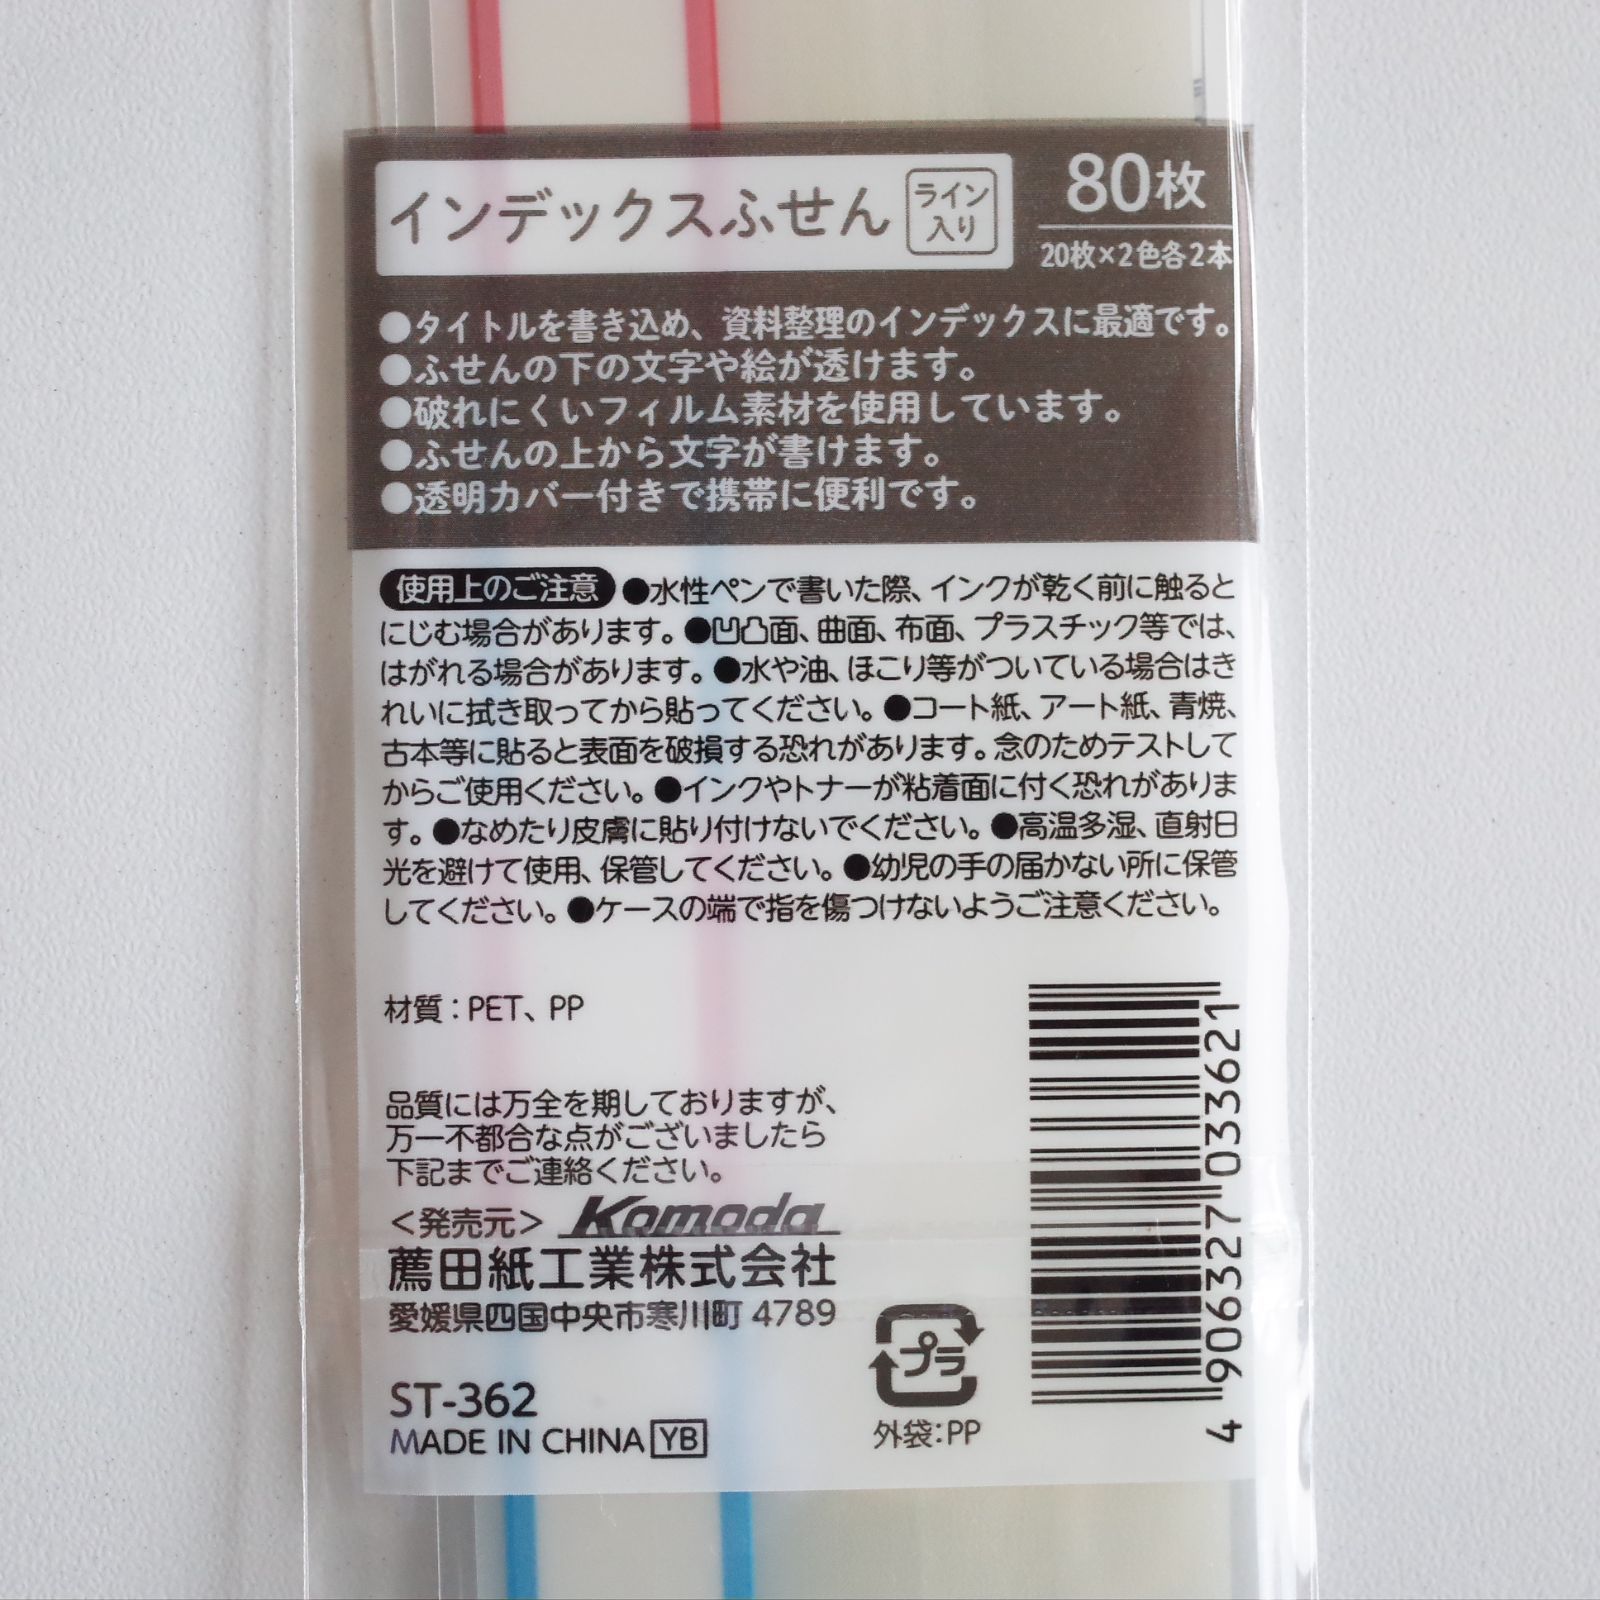 インデックスふせん ライン入り 80枚
20枚×2色各2本
●タイトルを書き込め、資料整理のインデックスに最適です。
●ふせんの下の文字や絵が透けます。
●破れにくいフィルム素材を使用しています。
●ふせんの上から文字が書けます。
●透明カバー付きで携帯に便利です。
使用上のご注意 ●水性ペンで書いた際、インクが乾く前に触ると
にじむ場合があります。●凹凸面、曲面、布面、プラスチック等では、
はがれる場合があります。●水や油、ほこり等がついている場合はき
れいに拭き取ってから貼ってください。●コート紙、アート紙、青焼、
古本等に貼ると表面を破損する恐れがあります。念のためテストして
からご使用ください。●インクやトナーが粘着面に付く恐れがありま
す。●なめたり皮膚に貼り付けないでください。●高温多湿、直射日
光を避けて使用、保管してください。●幼児の手の届かない所に保管
してください。●ケースの端で指を傷つけないようご注意ください。
材質：PET、PP
品質には万全を期しておりますが、
万一不都合な点がございましたら
下記までご連絡ください。
＜発売元＞ Komoda
薦田紙工業株式会社
愛媛県四国中央市寒川町 4789
ST-362
MADE IN CHINA YB
プラ
外袋：PP
4 906327 033621